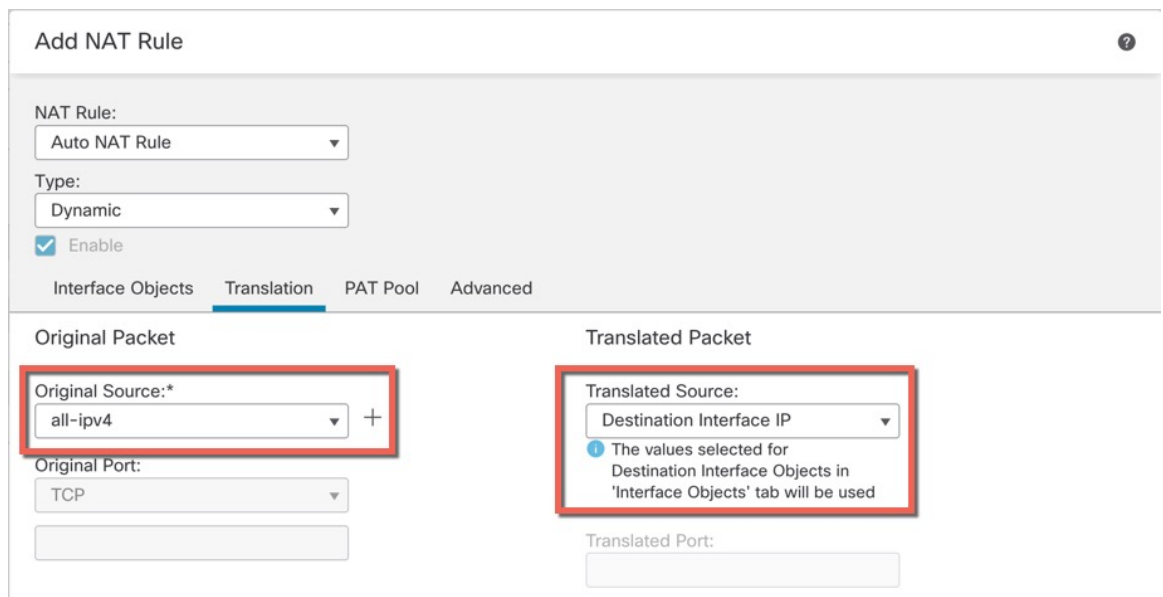 Add NAT Rule
NAT Rule:
Auto NAT Rule
Type:
Dynamic
Enable
Interface Objects Translation PAT Pool Advanced
Original Packet
Original Source:*
all-ipv4
Original Port:
TCP
Translated Packet
Translated Source:
Destination Interface IP
The values selected for
Destination Interface Objects in
'Interface Objects' tab will be used
Translated Port: